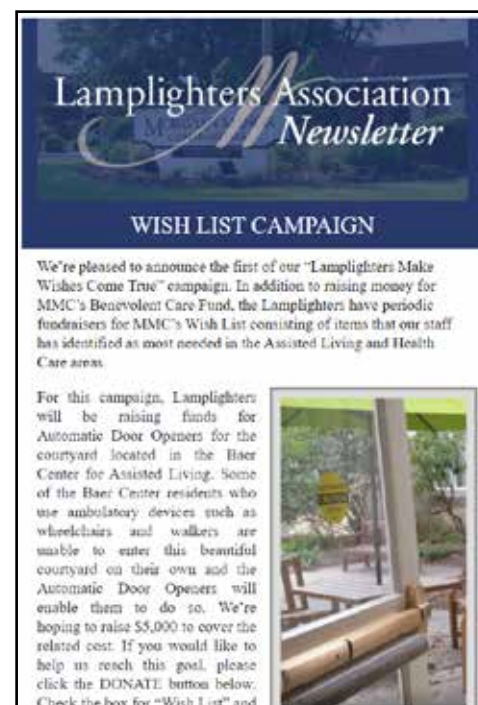 Lamplighters Association
Newsletter
WISH LIST CAMPAIGN
We're pleased to announce the first of our "Lamplighters Make
Wishes Come True" campaign. In addition to raising money for
MMC's Benevolent Care Fund, the Lamplighters have periodic
fundraisers for MMC's Wish List consisting of items that our staff
has identified as most needed in the Assisted Living and Health
Care areas.
For this campaign, Lamplighters
will be raising funds for
Automatic Door Openers for the
courtyard located in the Baer
Center for Assisted Living. Some
of the Baer Center residents who
use ambulatory devices such as
wheelchairs and walkers are
unable to enter this beautiful
courtyard on their own and the
Automatic Door Openers will
enable them to do so. We're
hoping to raise $5,000 to cover the
related cost. If you would like to
help us reach this goal, please
click the DONATE button below.
Check the box for "Wish List" and